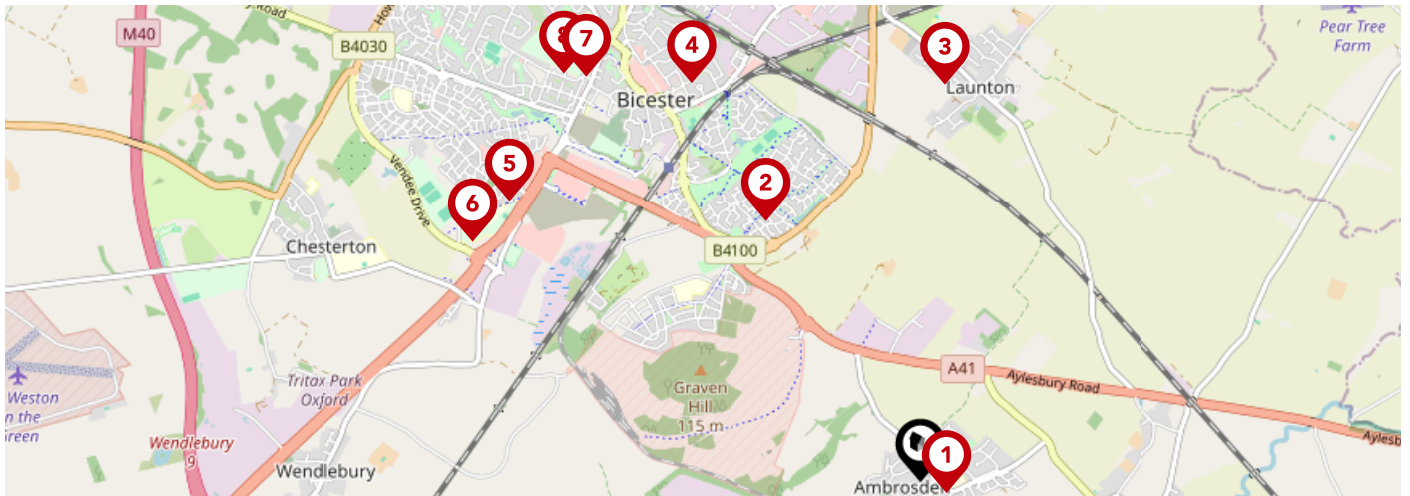 M40
B4030
8
7
4
3
Pear Tree
Farm
Bicester
Launton
Vendee Drive
5
6
2
Chesterton
B4100
Weston
n the
Green
Tritax Park
Oxford
Graven
Hill
115 m
A41
Aylesbury Road
Wendlebury
9
Wendlebury
1
Ambrosden
Aylesb